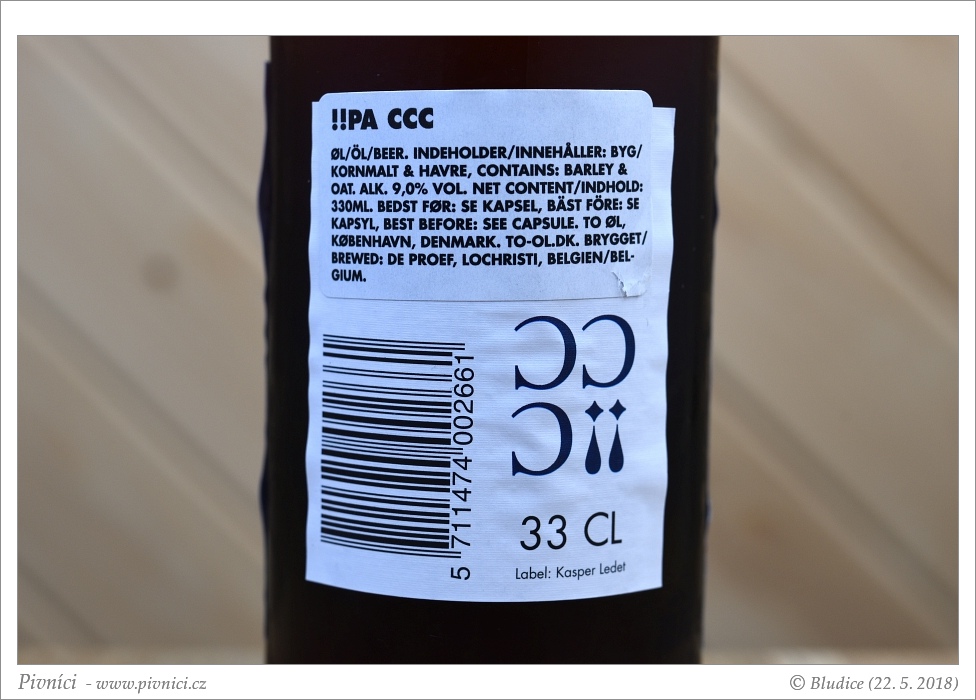 !!PA CCC
ØL/ÖL/BEER. INDEHOLDER/INNEHÅLLER: BYG/
KORNMALT & HAVRE, CONTAINS: BARLEY &
OAT. ALK. 9,0% VOL. NET CONTENT/INDHOLD:
330ML. BEDST FØR: SE KAPSEL, BÄST FÖRE: SE
KAPSYL, BEST BEFORE: SEE CAPSULE. TO ØL,
KØBENHAVN, DENMARK. TO-OL.DK. BRYGGET/
BREWED: DE PROEF, LOCHRISTI, BELGIEN/BEL-
GIUM.
5 711474 002661
ƆƆ
Ɔ¡¡
33 CL
Label: Kasper Ledet
Pivníci - www.pivnici.cz
© Bludice (22. 5. 2018)